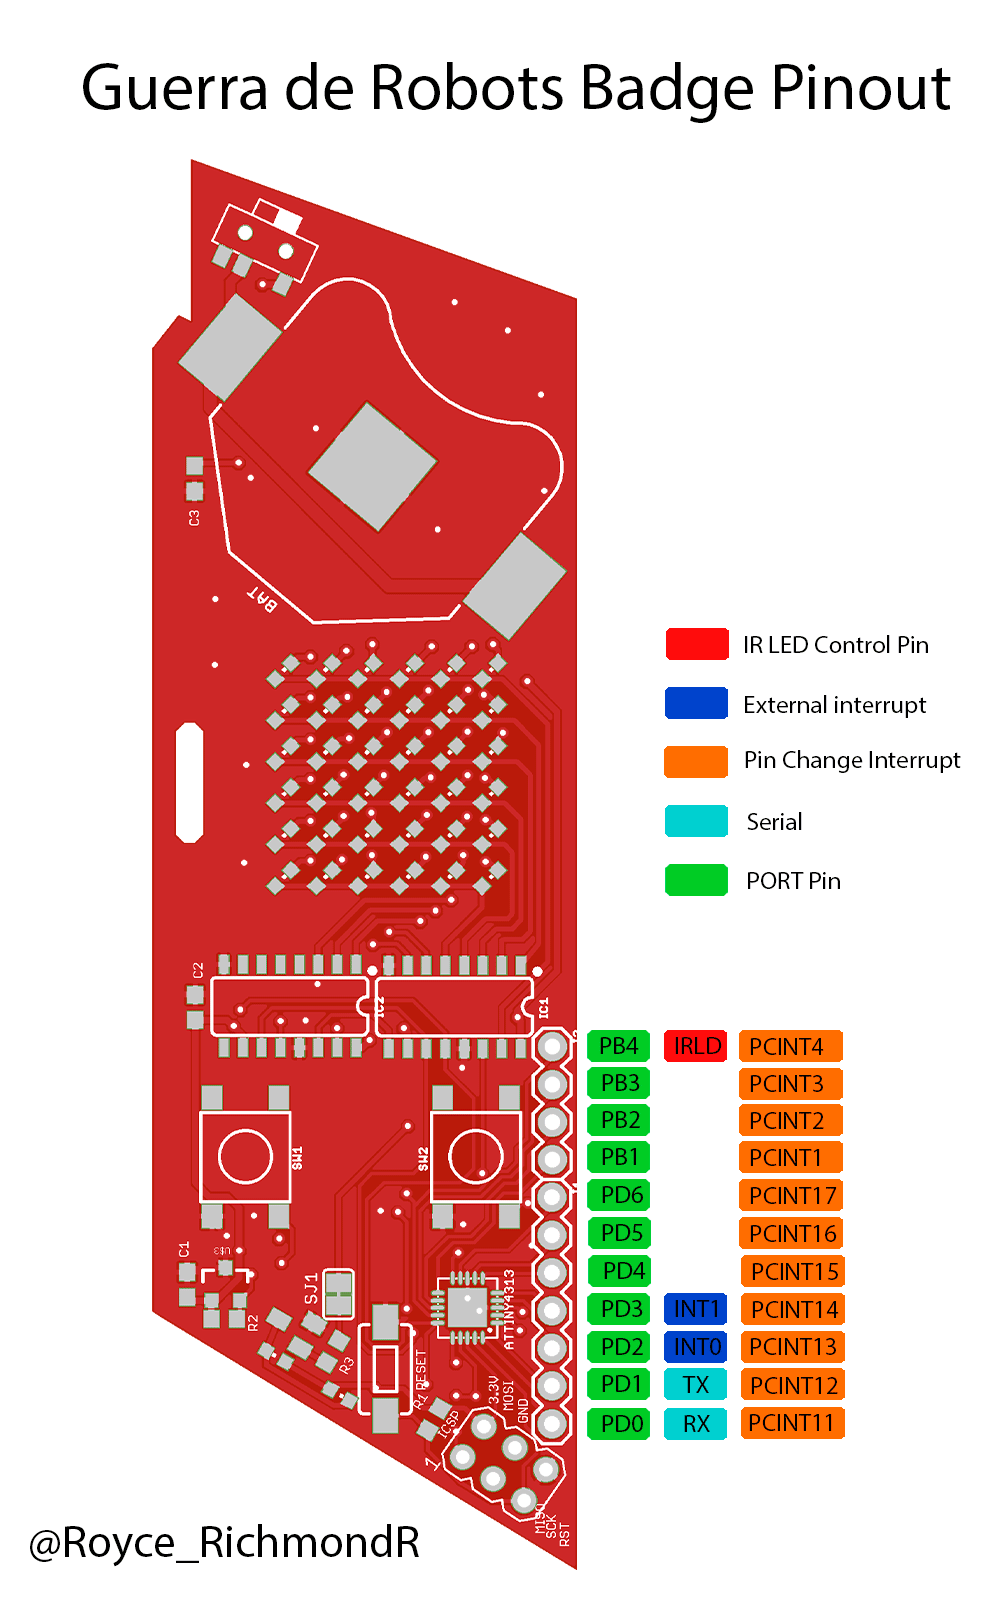 Guerra de Robots Badge Pinout
C3
BAT
IR LED Control Pin
External interrupt
Pin Change Interrupt
Serial
PORT Pin
C2
IC2
IC1
PB4 IRLD PCINT4
PB3 PCINT3
PB2 PCINT2
PB1 PCINT1
PD6 PCINT17
PD5 PCINT16
PD4 PCINT15
PD3 INT1 PCINT14
PD2 INT0 PCINT13
PD1 TX PCINT12
PD0 RX PCINT11
SW1
SW2
C1
U$3
SJ1
R2
ATTINY4313
R3
RESET
R1
3.3V
MOSI
GND
ICSP
1
MISO
SCK
RST
@Royce_RichmondR